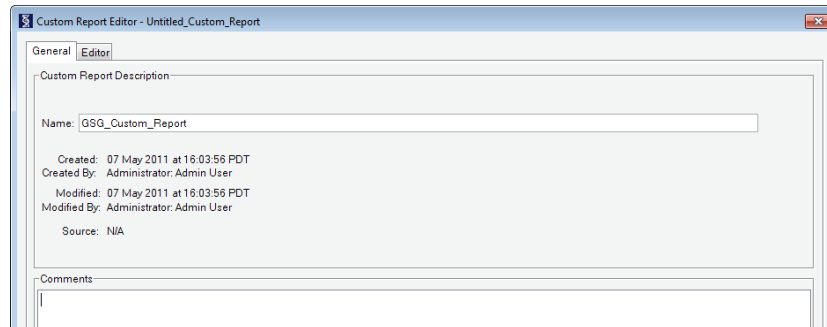 Custom Report Editor - Untitled_Custom_Report
General Editor
Custom Report Description
Name: GSG_Custom_Report
Created: 07 May 2011 at 16:03:56 PDT
Created By: Administrator: Admin User
Modified: 07 May 2011 at 16:03:56 PDT
Modified By: Administrator: Admin User
Source: N/A
Comments